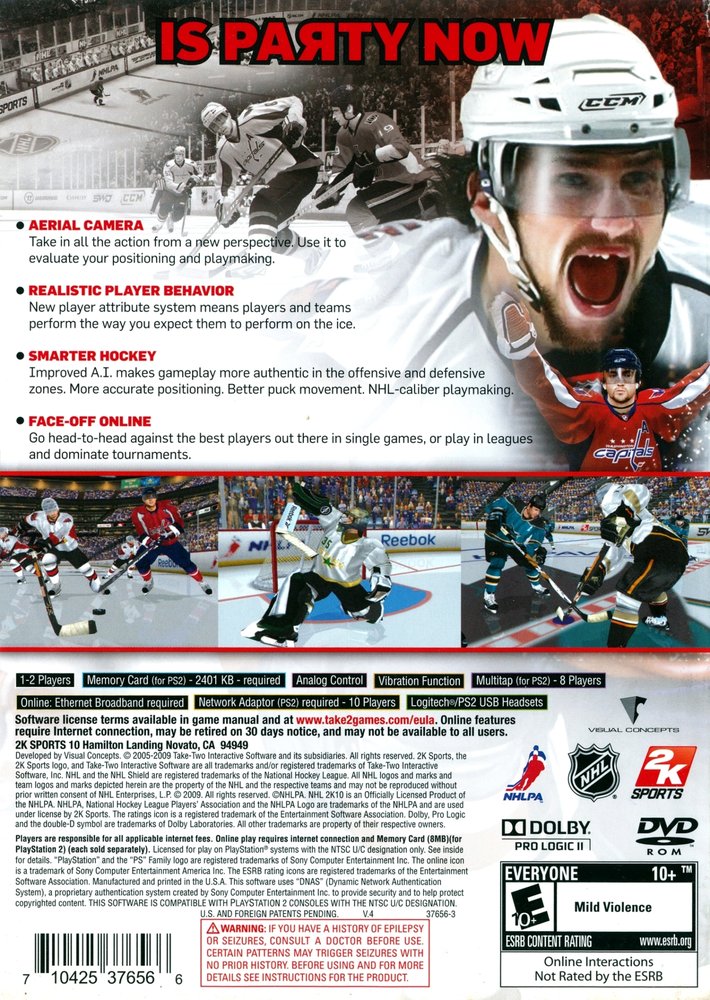 IS PAЯTY NOW
CCM
• AERIAL CAMERA
Take in all the action from a new perspective. Use it to
evaluate your positioning and playmaking.
• REALISTIC PLAYER BEHAVIOR
New player attribute system means players and teams
perform the way you expect them to perform on the ice.
• SMARTER HOCKEY
Improved A.I. makes gameplay more authentic in the offensive and defensive
zones. More accurate positioning. Better puck movement. NHL-caliber playmaking.
• FACE-OFF ONLINE
Go head-to-head against the best players out there in single games, or play in leagues
and dominate tournaments.
capitals
Reebok
1-2 Players
Memory Card (for PS2) - 2401 KB - required
Analog Control
Vibration Function
Multitap (for PS2) - 8 Players
Online: Ethernet Broadband required
Network Adaptor (PS2) required - 10 Players
Logitech®/PS2 USB Headsets
Software license terms available in game manual and at www.take2games.com/eula. Online features
require Internet connection, may be retired on 30 days notice, and may not be available to all users.
2K SPORTS 10 Hamilton Landing Novato, CA 94949
Developed by Visual Concepts. © 2005-2009 Take-Two Interactive Software and its subsidiaries. All rights reserved. 2K Sports, the
2K Sports logo, and Take-Two Interactive Software are all trademarks and/or registered trademarks of Take-Two Interactive
Software, Inc. NHL and the NHL Shield are registered trademarks of the National Hockey League. All NHL logos and marks and
team logos and marks depicted herein are the property of the NHL and the respective teams and may not be reproduced without
prior written consent of NHL Enterprises, L.P. © 2009. All rights reserved. ©NHLPA. NHL 2K10 is an Officially Licensed Product of
the NHLPA. NHLPA, National Hockey League Players' Association and the NHLPA Logo are trademarks of the NHLPA and are used
under license by 2K Sports. The ratings icon is a registered trademark of the Entertainment Software Association. Dolby, Pro Logic
and the double-D symbol are trademarks of Dolby Laboratories. All other trademarks are property of their respective owners.
Players are responsible for all applicable internet fees. Online play requires internet connection and Memory Card (8MB)(for
PlayStation 2) (each sold separately). Licensed for play on PlayStation® systems with the NTSC U/C designation only. See inside
for details. "PlayStation" and the "PS" Family logo are registered trademarks of Sony Computer Entertainment Inc. The online icon
is a trademark of Sony Computer Entertainment America Inc. The ESRB rating icons are registered trademarks of the Entertainment
Software Association. Manufactured and printed in the U.S.A. This software uses "DNAS" (Dynamic Network Authentication
System), a proprietary authentication system created by Sony Computer Entertainment Inc. to provide security and to help protect
copyrighted content. THIS SOFTWARE IS COMPATIBLE WITH PLAYSTATION 2 CONSOLES WITH THE NTSC U/C DESIGNATION.
U.S. AND FOREIGN PATENTS PENDING. V.4 37656-3
VISUAL CONCEPTS
NHLPA
NHL
2K
SPORTS
DOLBY
PRO LOGIC II
DVD
ROM
EVERYONE 10+ ™
E
10+
Mild Violence
ESRB CONTENT RATING www.esrb.org
Online Interactions
Not Rated by the ESRB
WARNING: IF YOU HAVE A HISTORY OF EPILEPSY
OR SEIZURES, CONSULT A DOCTOR BEFORE USE.
CERTAIN PATTERNS MAY TRIGGER SEIZURES WITH
NO PRIOR HISTORY. BEFORE USING AND FOR MORE
DETAILS SEE INSTRUCTIONS FOR THE PRODUCT.
7 10425 37656 6